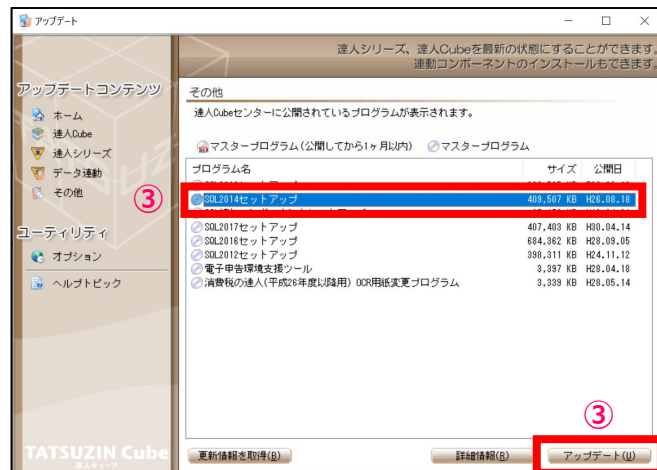 アップデート
達人シリーズ、達人Cubeを最新の状態にすることができます。
連動コンポーネントのインストールもできます。
アップデートコンテンツ
ホーム
達人Cube
達人シリーズ
データ連動
その他
ユーティリティ
オプション
ヘルプトピック
その他
達人Cubeセンターに公開されているプログラムが表示されます。
マスタープログラム(公開してから1ヶ月以内) マスタープログラム
プログラム名 サイズ 公開日
③
SQL2014セットアップ 409,507 KB H26.08.18
SQL2017セットアップ 407,403 KB H30.04.14
SQL2016セットアップ 684,362 KB H28.09.05
SQL2012セットアップ 398,311 KB H24.11.12
電子申告環境支援ツール 3,397 KB H28.04.18
消費税の達人(平成26年度以降用) OCR用紙変更プログラム 3,339 KB H28.05.14
③
更新情報を取得(B) 詳細情報(R) アップデート(U)
TATSUZIN Cube
達人キューブ